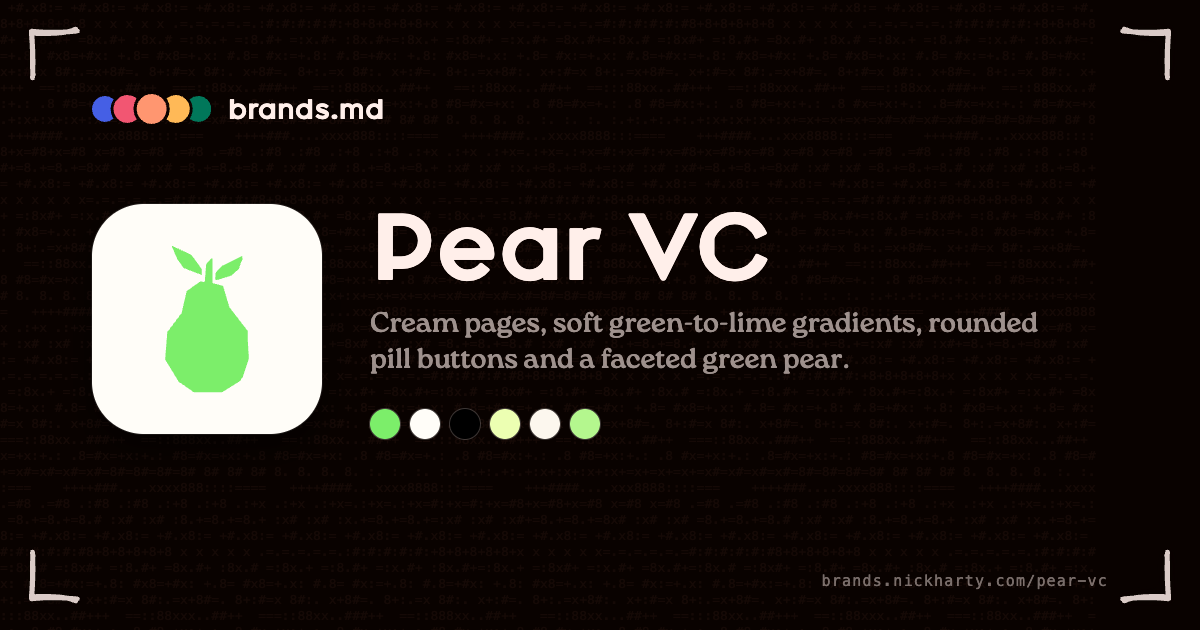 brands.md
Pear VC
Cream pages, soft green-to-lime gradients, rounded
pill buttons and a faceted green pear.
brands.nickharty.com/pear-vc